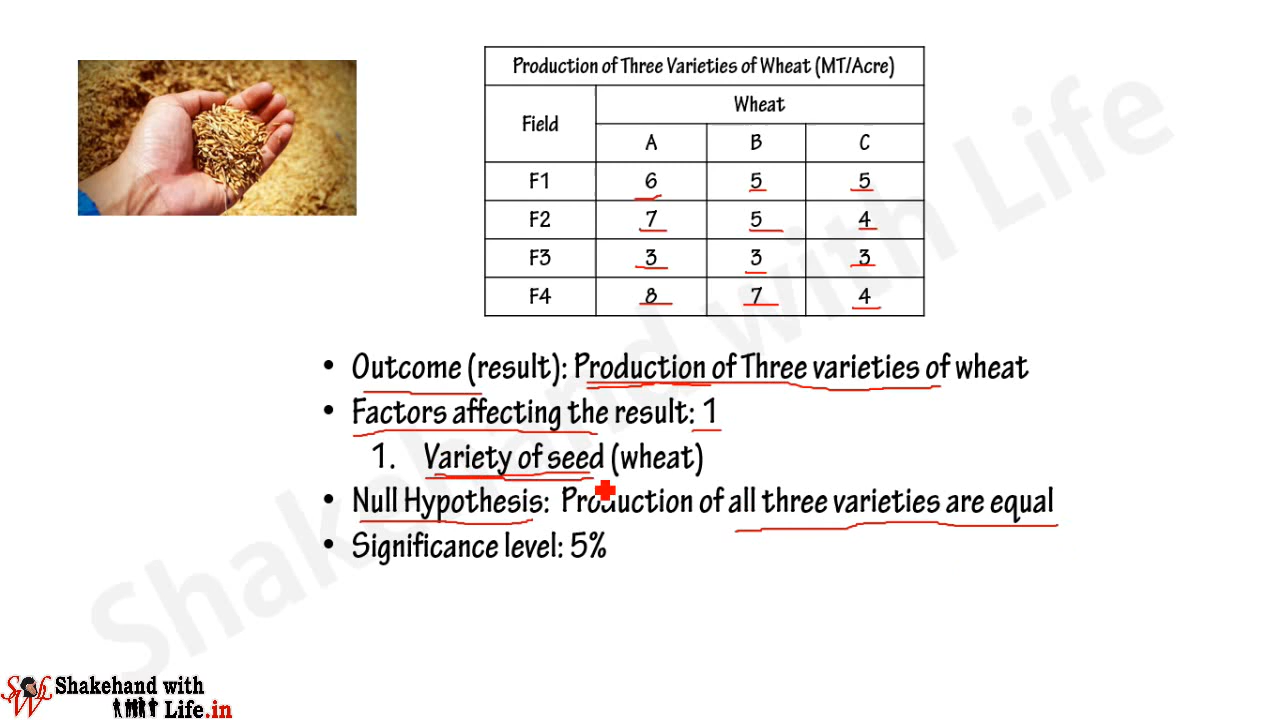 Production of Three Varieties of Wheat (MT/Acre)
Field
Wheat
A B C
F1 6 5 5
F2 7 5 4
F3 3 3 3
F4 8 7 4
• Outcome (result): Production of Three varieties of wheat
• Factors affecting the result: 1
1. Variety of seed (wheat)
• Null Hypothesis: Production of all three varieties are equal
• Significance level: 5%
Shakehand with Life
Shakehand with
Life.in